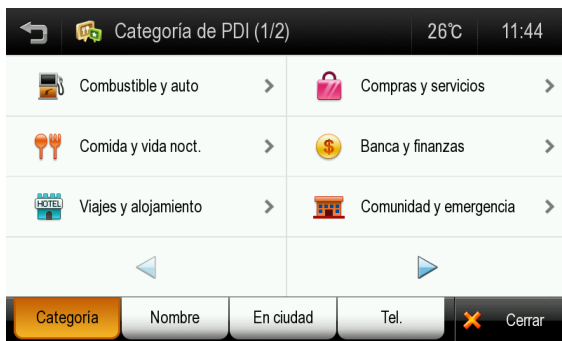 Categoría de PDI (1/2) 26℃ 11:44
Combustible y auto
Compras y servicios
Comida y vida noct.
Banca y finanzas
HOTEL
Viajes y alojamiento
Comunidad y emergencia
Categoría Nombre En ciudad Tel. Cerrar